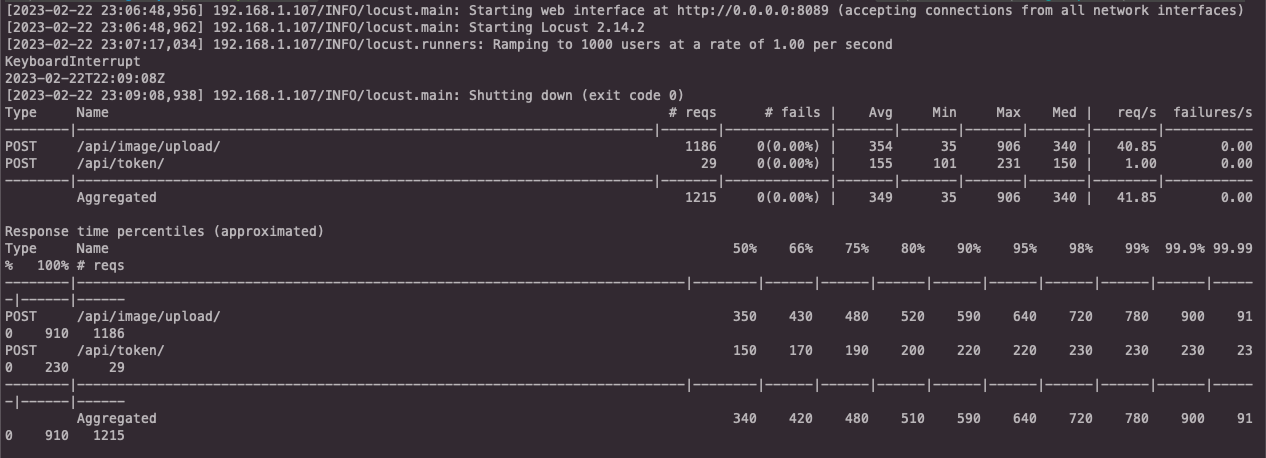 [2023-02-22 23:06:48,956] 192.168.1.107/INFO/locust.main: Starting web interface at http://0.0.0.0:8089 (accepting connections from all network interfaces)
[2023-02-22 23:06:48,962] 192.168.1.107/INFO/locust.main: Starting Locust 2.14.2
[2023-02-22 23:07:17,034] 192.168.1.107/INFO/locust.runners: Ramping to 1000 users at a rate of 1.00 per second
KeyboardInterrupt
2023-02-22T22:09:08Z
[2023-02-22 23:09:08,938] 192.168.1.107/INFO/locust.main: Shutting down (exit code 0)
Type     Name                                                                      # reqs      # fails |    Avg     Min     Max    Med |   req/s  failures/s
--------|-------------------------------------------------------------------------|-------|-------------|-------|-------|-------|-------|--------|-----------
POST     /api/image/upload/                                                          1186     0(0.00%) |    354      35     906    340 |   40.85        0.00
POST     /api/token/                                                                   29     0(0.00%) |    155     101     231    150 |    1.00        0.00
--------|-------------------------------------------------------------------------|-------|-------------|-------|-------|-------|-------|--------|-----------
         Aggregated                                                                  1215     0(0.00%) |    349      35     906    340 |   41.85        0.00
Response time percentiles (approximated)
Type     Name                                                                              50%    66%    75%    80%    90%    95%    98%    99%  99.9% 99.99
%   100% # reqs
--------|-----------------------------------------------------------------------------|--------|------|------|------|------|------|------|------|------|-----
-|------|------
POST     /api/image/upload/                                                                350    430    480    520    590    640    720    780    900    91
0    910   1186
POST     /api/token/                                                                       150    170    190    200    220    220    230    230    230    23
0    230     29
--------|-----------------------------------------------------------------------------|--------|------|------|------|------|------|------|------|------|-----
-|------|------
         Aggregated                                                                        340    420    480    510    590    640    720    780    900    91
0    910   1215